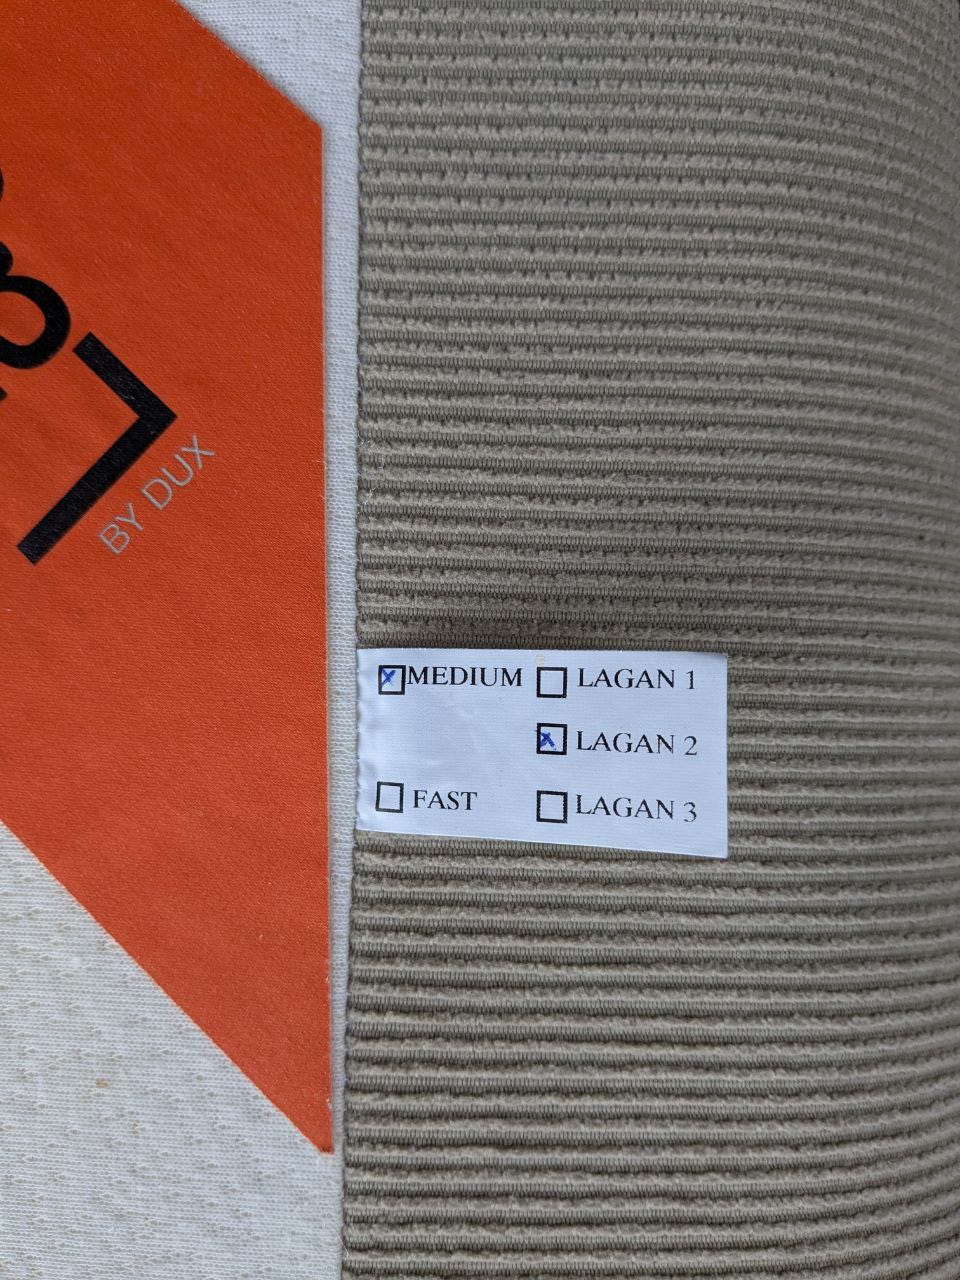 BY DUX
MEDIUM LAGAN 1
LAGAN 2
FAST LAGAN 3